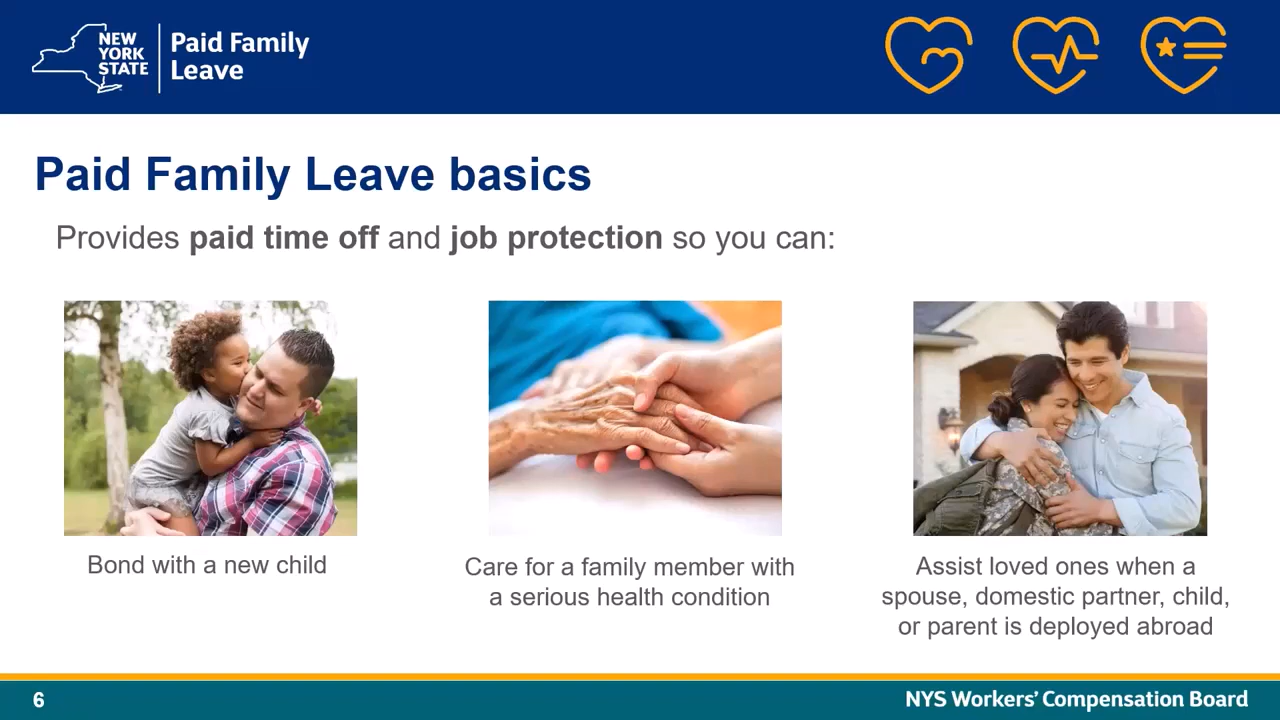 NEW
YORK
STATE
Paid Family
Leave
Paid Family Leave basics
Provides paid time off and job protection so you can:
Bond with a new child
Care for a family member with
a serious health condition
Assist loved ones when a
spouse, domestic partner, child,
or parent is deployed abroad
6
NYS Workers' Compensation Board